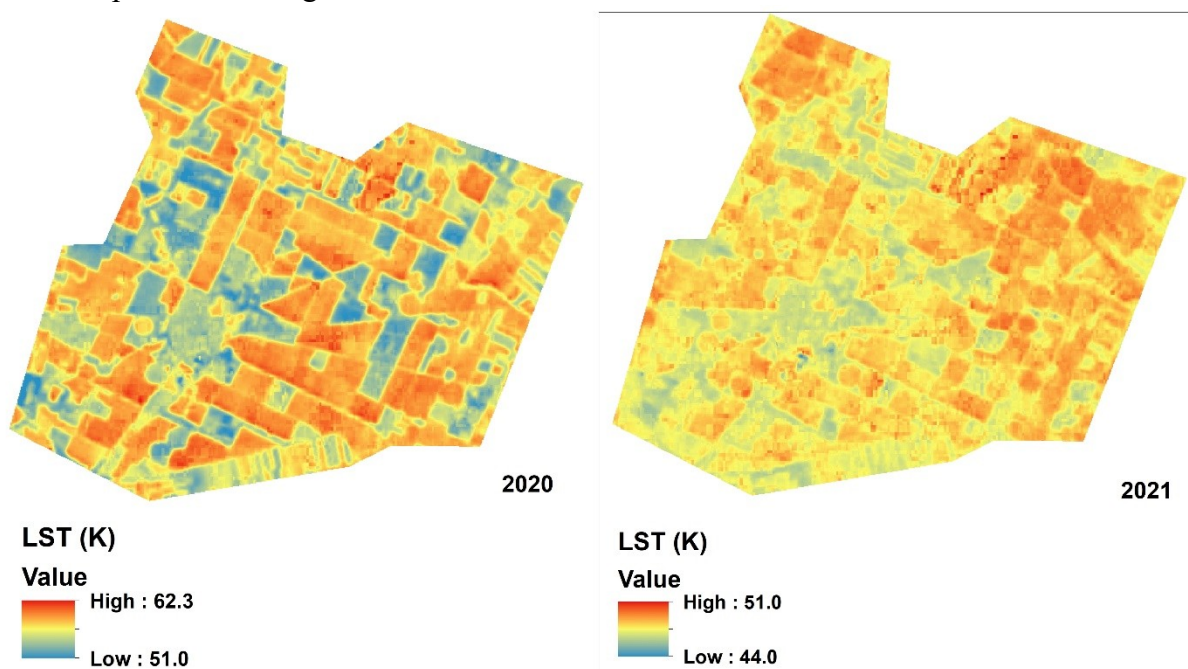 2020
2021
LST (K)
Value
High : 62.3
Low : 51.0
LST (K)
Value
High : 51.0
Low : 44.0